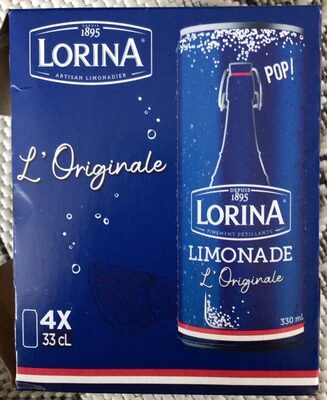 DEPUIS
1895
LORINA
ARTISAN LIMONADIER
L'Originale
4X
33 cL
POP!
DEPUIS
1895
LORINA
FINEMENT PÉTILLANTE
LIMONADE
L'Originale
330 mL